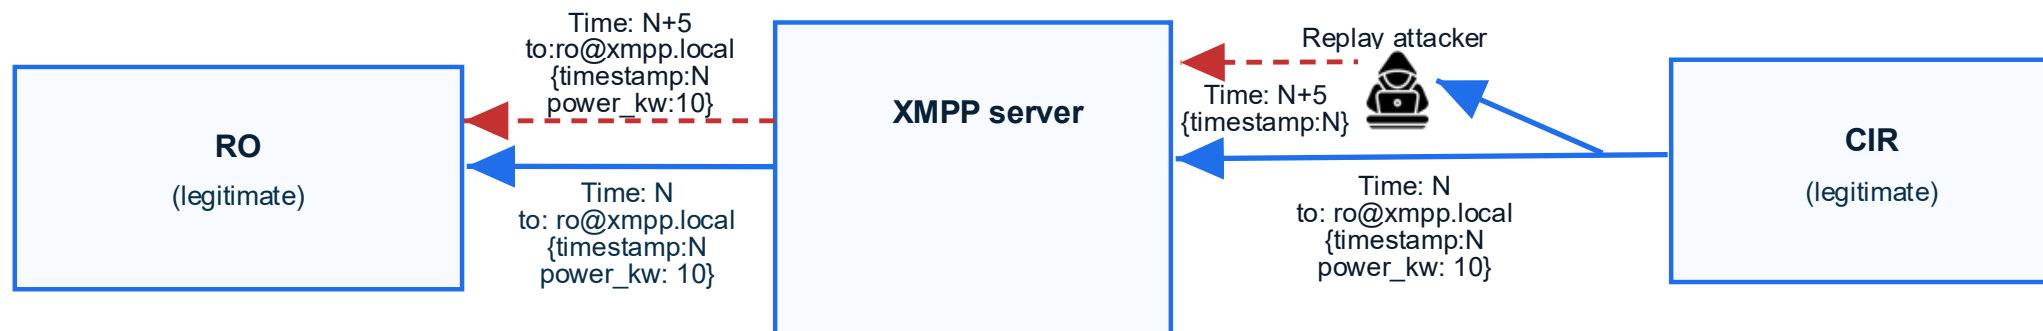 Time: N+5
to:ro@xmpp.local
{timestamp:N
power_kw:10}
RO
(legitimate)
Time: N
to: ro@xmpp.local
{timestamp:N
power_kw: 10}
XMPP server
Replay attacker
Time: N+5
{timestamp:N}
Time: N
to: ro@xmpp.local
{timestamp:N
power_kw: 10}
CIR
(legitimate)